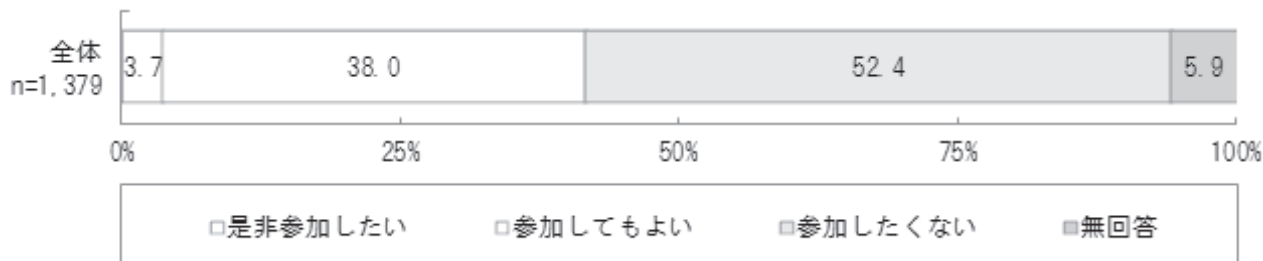 全体
n=1,379
3.7 38.0 52.4 5.9
0% 25% 50% 75% 100%
□是非参加したい □参加してもよい □参加したくない ■無回答